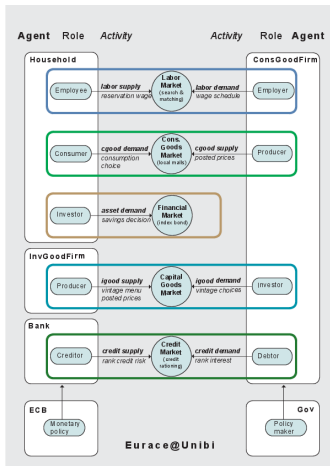 Agent Role Activity Activity Role Agent
Household ConsGoodFirm
Employee labor supply Labor Market labor demand Employer
reservation wage (search & matching) wage schedule
Consumer cgood demand Cons. Goods Market cgood supply Producer
consumption choice (local malls) posted prices
Investor asset demand Financial Market
savings decision (index bond)
InvGoodFirm
Producer igood supply Capital Goods Market igood demand Investor
vintage menu vintage choices
posted prices
Bank
Creditor credit supply Credit Market credit demand Debtor
rank credit risk (credit rationing) rank interest
ECB Gov
Monetary policy Policy maker
Eurace@Unibi